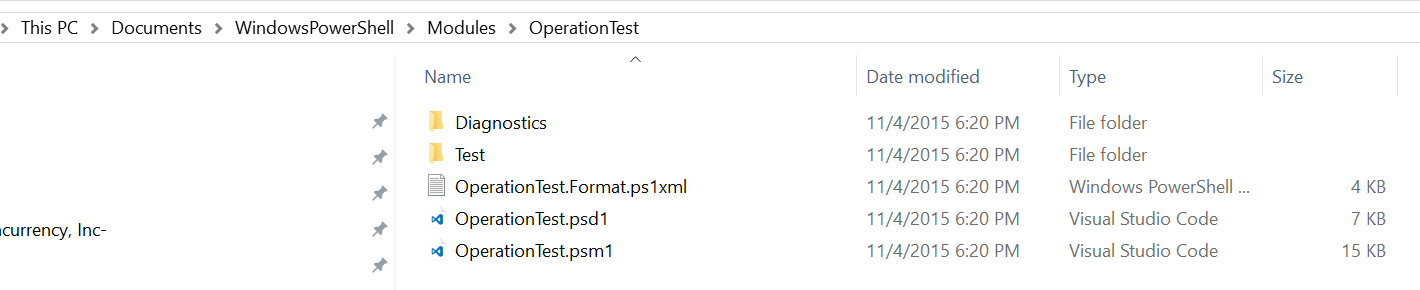 This PC > Documents > WindowsPowerShell > Modules > OperationTest
Name Date modified Type Size
Diagnostics 11/4/2015 6:20 PM File folder
Test 11/4/2015 6:20 PM File folder
OperationTest.Format.ps1xml 11/4/2015 6:20 PM Windows PowerShell ... 4 KB
OperationTest.psd1 11/4/2015 6:20 PM Visual Studio Code 7 KB
ncurrency, Inc-
OperationTest.psm1 11/4/2015 6:20 PM Visual Studio Code 15 KB